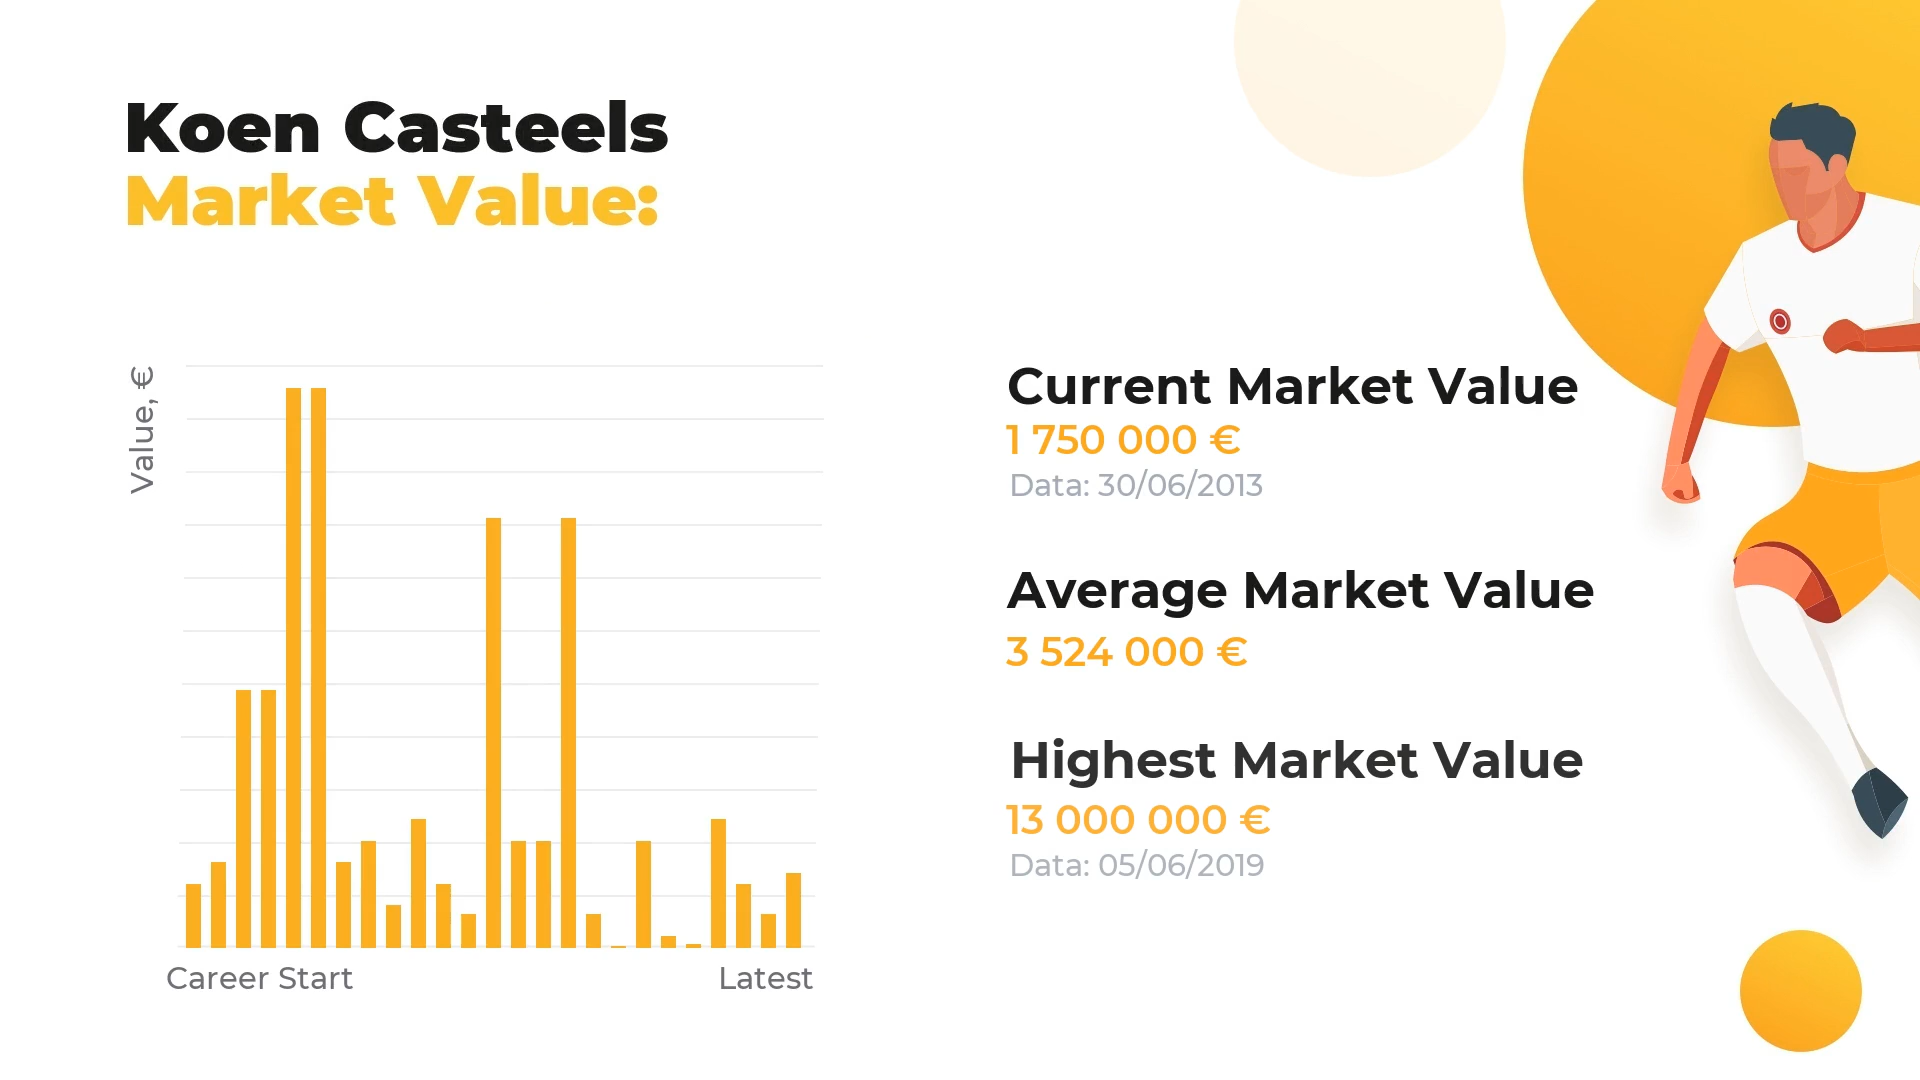 Koen Casteels
Market Value:
Value, €
Career Start
Latest
Current Market Value
1 750 000 €
Data: 30/06/2013
Average Market Value
3 524 000 €
Highest Market Value
13 000 000 €
Data: 05/06/2019